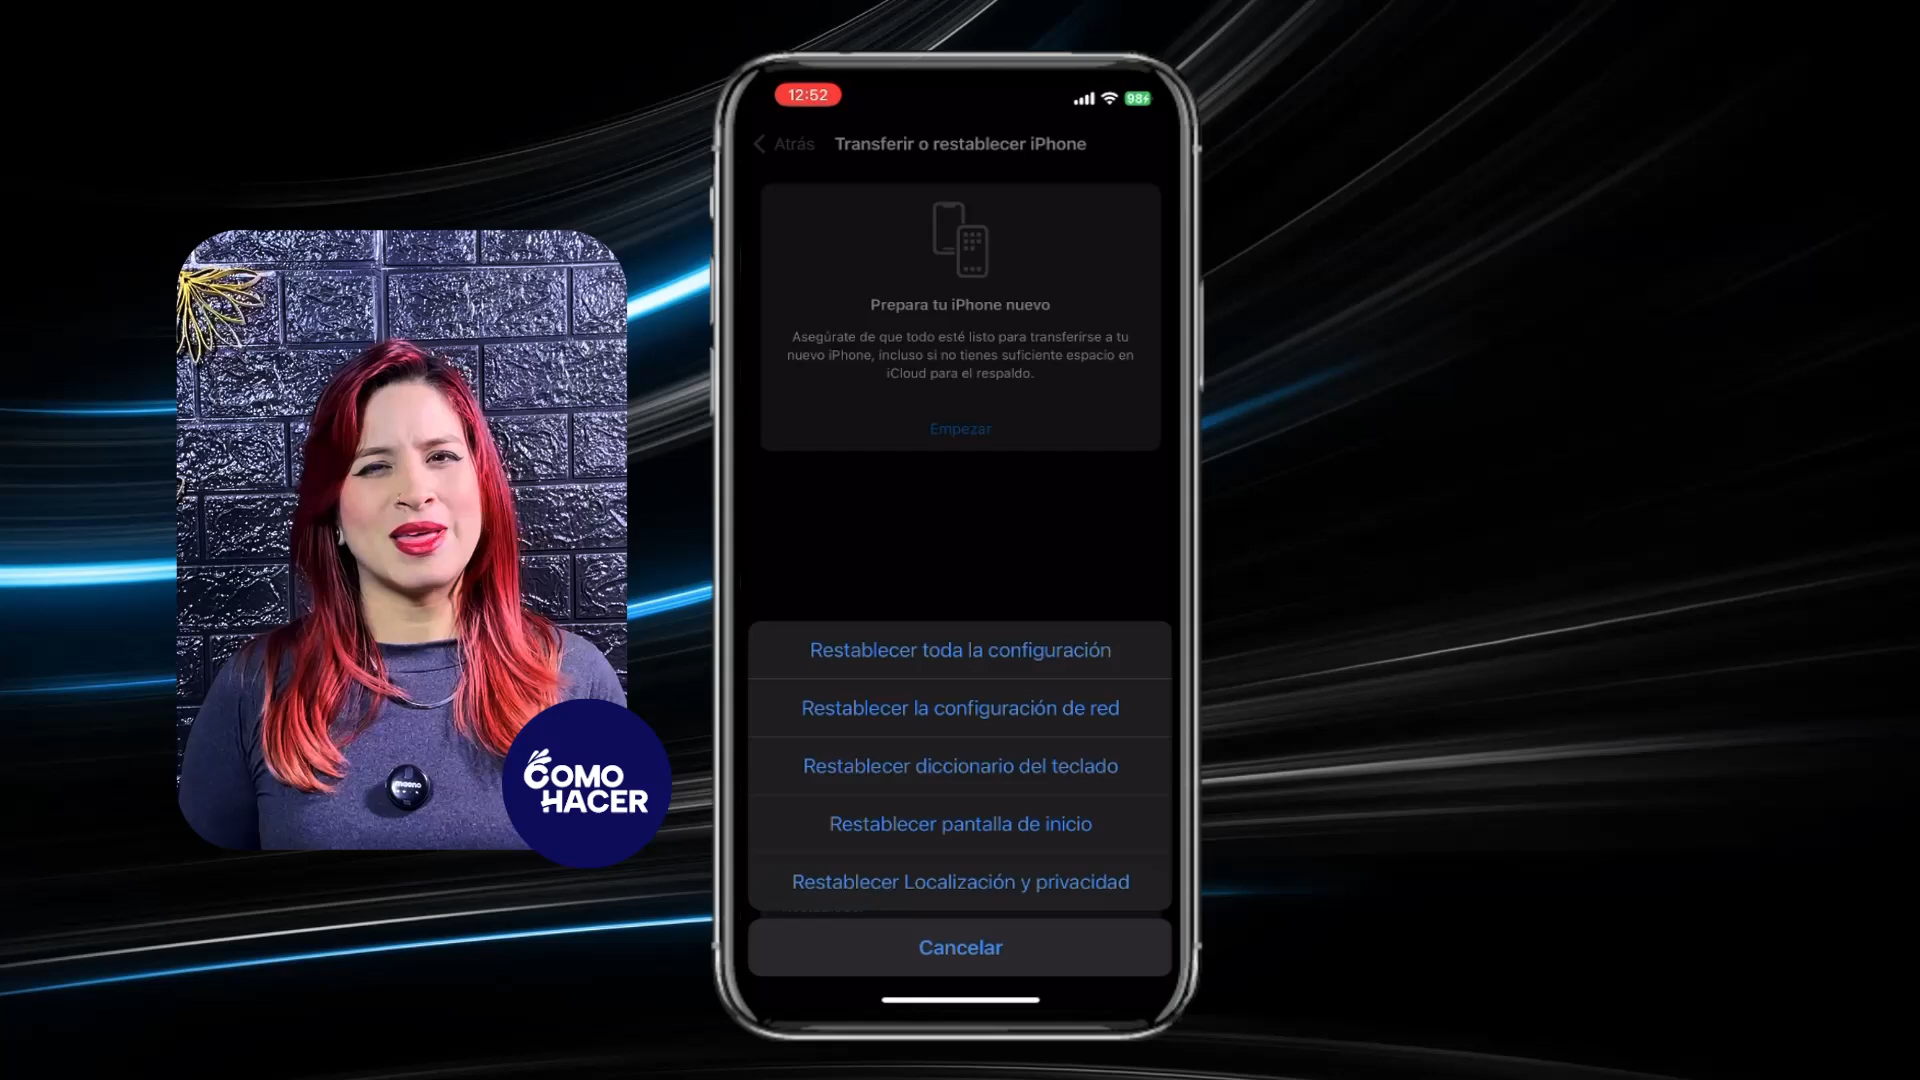 12:52
98
Atrás
Transferir o restablecer iPhone
Prepara tu iPhone nuevo
Asegúrate de que todo esté listo para transferirse a tu
nuevo iPhone, incluso si no tienes suficiente espacio en
iCloud para el respaldo.
Empezar
Restablecer toda la configuración
Restablecer la configuración de red
Restablecer diccionario del teclado
Restablecer pantalla de inicio
Restablecer Localización y privacidad
Cancelar
maono
COMO
HACER